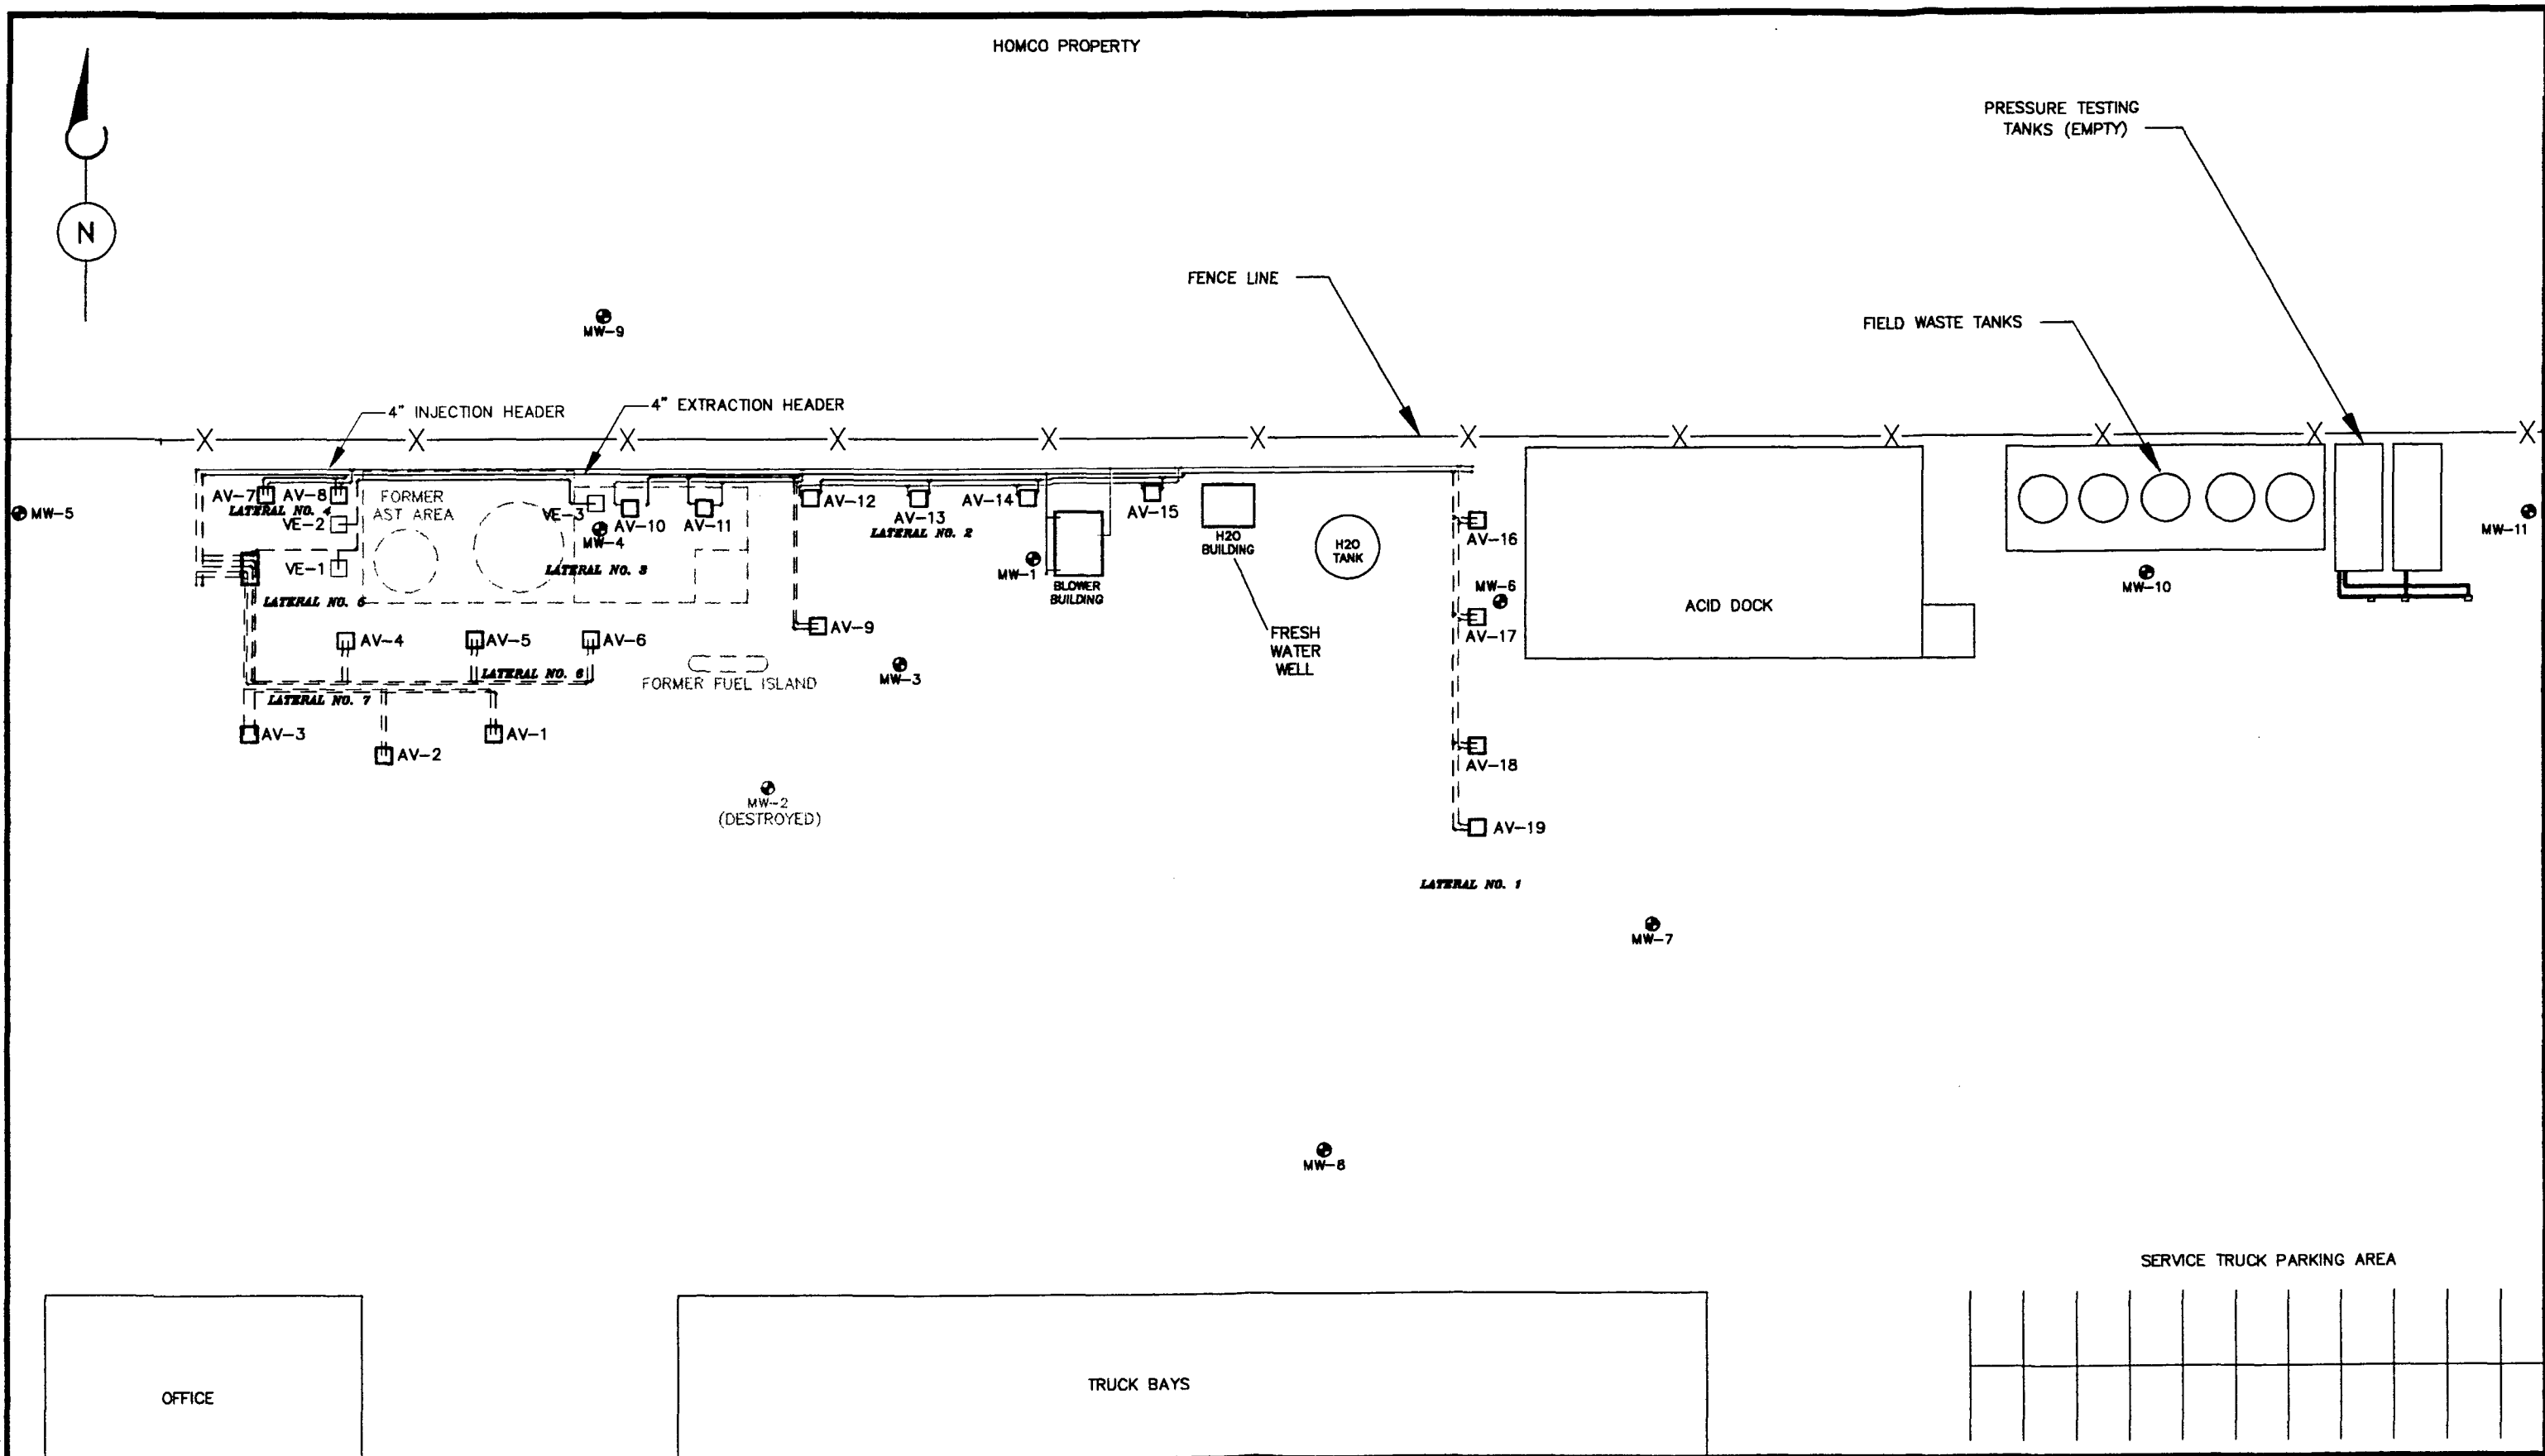 HOMCO PROPERTY
PRESSURE TESTING
TANKS (EMPTY)
N
FENCE LINE
FIELD WASTE TANKS
MW-9
4" INJECTION HEADER
4" EXTRACTION HEADER
AV-7
AV-8
LATERAL NO. 4
VE-2
VE-1
FORMER
AST AREA
VE-3
MW-4
AV-10
AV-11
LATERAL NO. 3
AV-12
AV-13
LATERAL NO. 2
AV-14
AV-15
MW-5
MW-1
BLOWER
BUILDING
H2O
BUILDING
H2O
TANK
FRESH
WATER
WELL
AV-16
MW-6
AV-17
AV-18
AV-19
LATERAL NO. 1
ACID DOCK
MW-10
MW-11
AV-4
AV-5
AV-6
LATERAL NO. 6
AV-9
MW-3
FORMER FUEL ISLAND
LATERAL NO. 7
AV-3
AV-2
AV-1
MW-2
(DESTROYED)
MW-7
MW-8
SERVICE TRUCK PARKING AREA
OFFICE
TRUCK BAYS